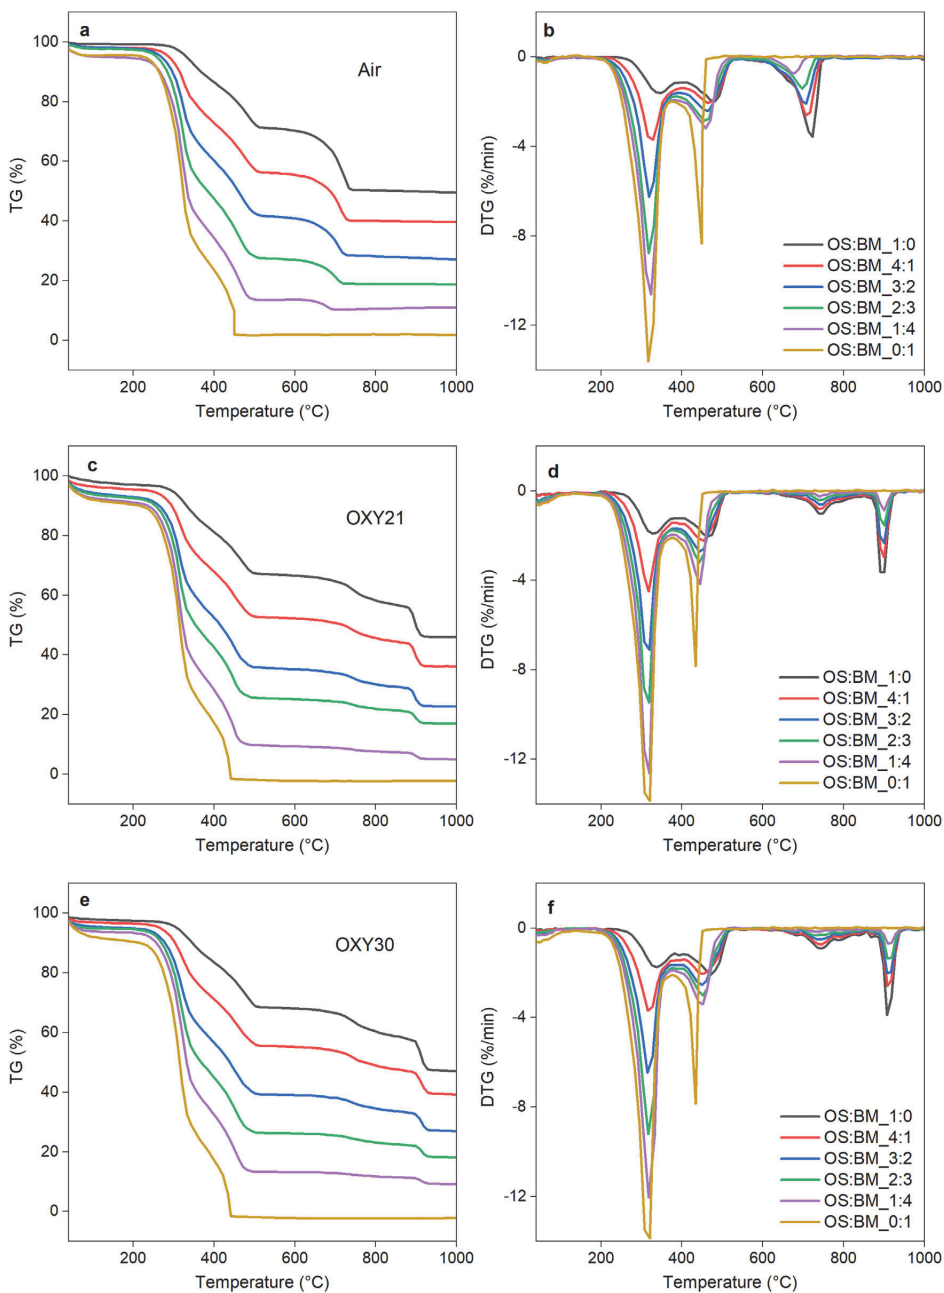 a
Air
100
80
60
40
20
0
TG (%)
200
400
600
800
1000
Temperature (°C)
b
0
-4
-8
-12
DTG (%/min)
OS:BM_1:0
OS:BM_4:1
OS:BM_3:2
OS:BM_2:3
OS:BM_1:4
OS:BM_0:1
0
200
400
600
800
1000
Temperature (°C)
c
OXY21
100
80
60
40
20
0
TG (%)
200
400
600
800
1000
Temperature (°C)
d
0
-4
-8
-12
DTG (%/min)
OS:BM_1:0
OS:BM_4:1
OS:BM_3:2
OS:BM_2:3
OS:BM_1:4
OS:BM_0:1
0
200
400
600
800
1000
Temperature (°C)
e
OXY30
100
80
60
40
20
0
TG (%)
200
400
600
800
1000
Temperature (°C)
f
0
-4
-8
-12
DTG (%/min)
OS:BM_1:0
OS:BM_4:1
OS:BM_3:2
OS:BM_2:3
OS:BM_1:4
OS:BM_0:1
0
200
400
600
800
1000
Temperature (°C)